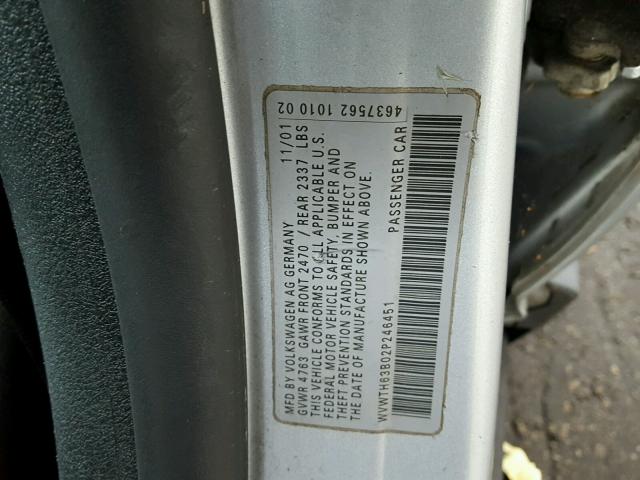 MFD BY VOLKSWAGEN AG GERMANY 11/01
GVWR 4763 GAWR FRONT 2470 / REAR 2337 LBS
THIS VEHICLE CONFORMS TO ALL APPLICABLE U.S.
FEDERAL MOTOR VEHICLE SAFETY, BUMPER AND
THEFT PREVENTION STANDARDS IN EFFECT ON
THE DATE OF MANUFACTURE SHOWN ABOVE.
4637562 1010 02
WVWTH63B02P246451 PASSENGER CAR